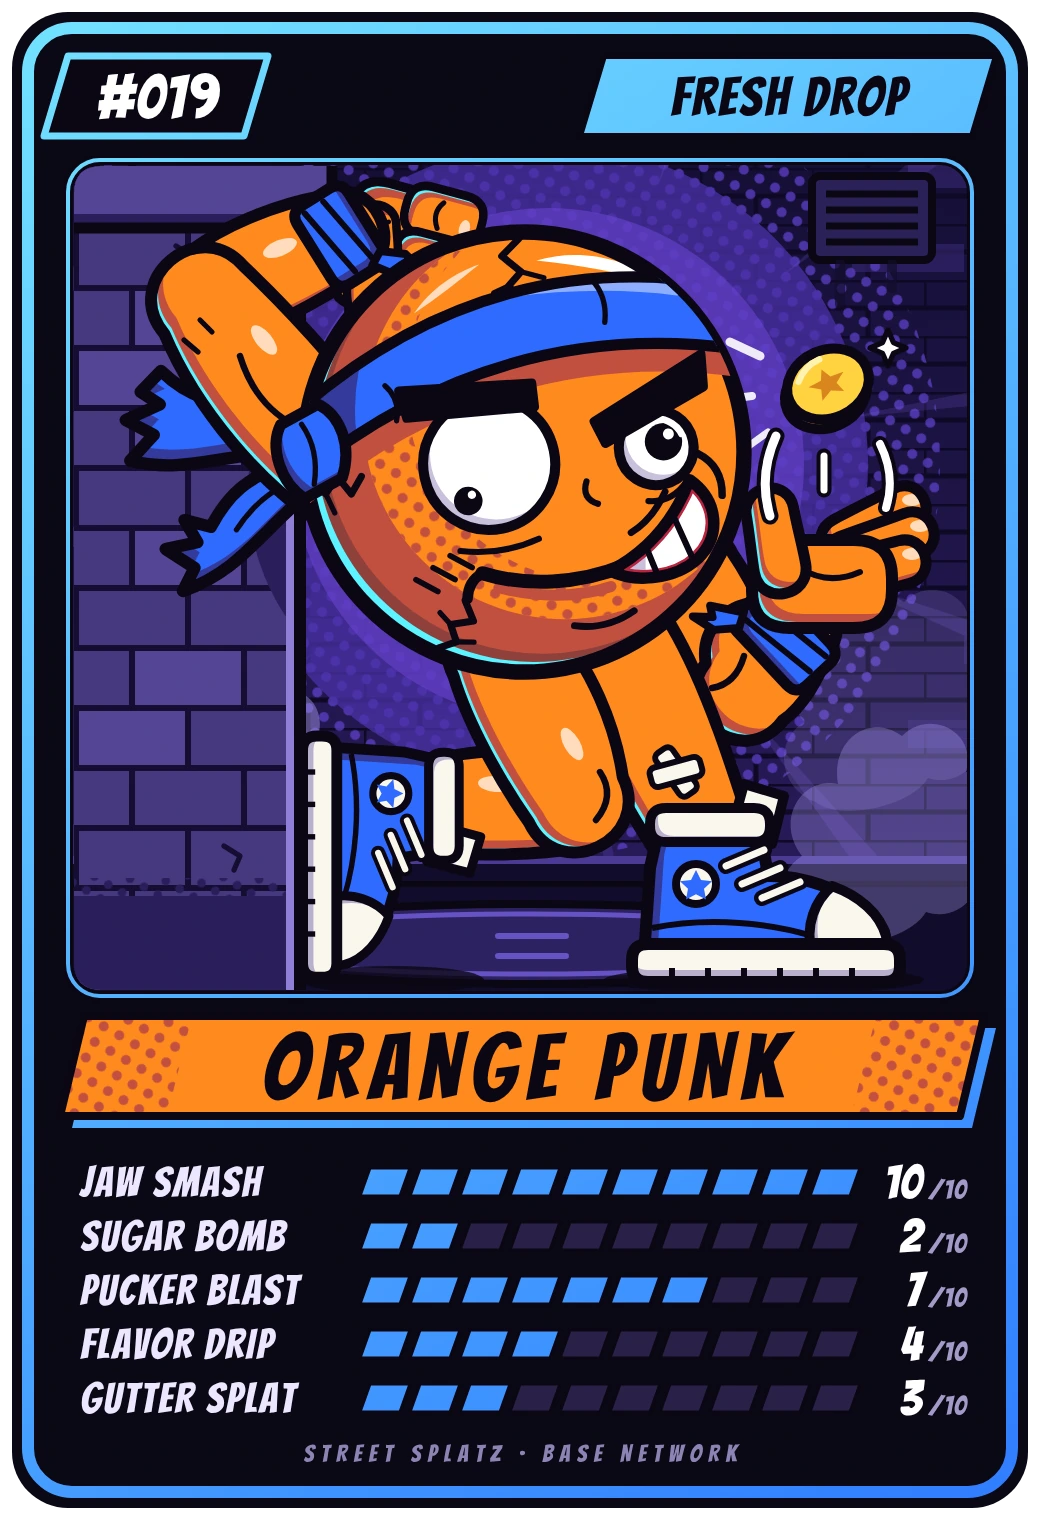 #019
FRESH DROP
ORANGE PUNK
JAW SMASH 10/10
SUGAR BOMB 2/10
PUCKER BLAST 7/10
FLAVOR DRIP 4/10
GUTTER SPLAT 3/10
STREET SPLATZ · BASE NETWORK